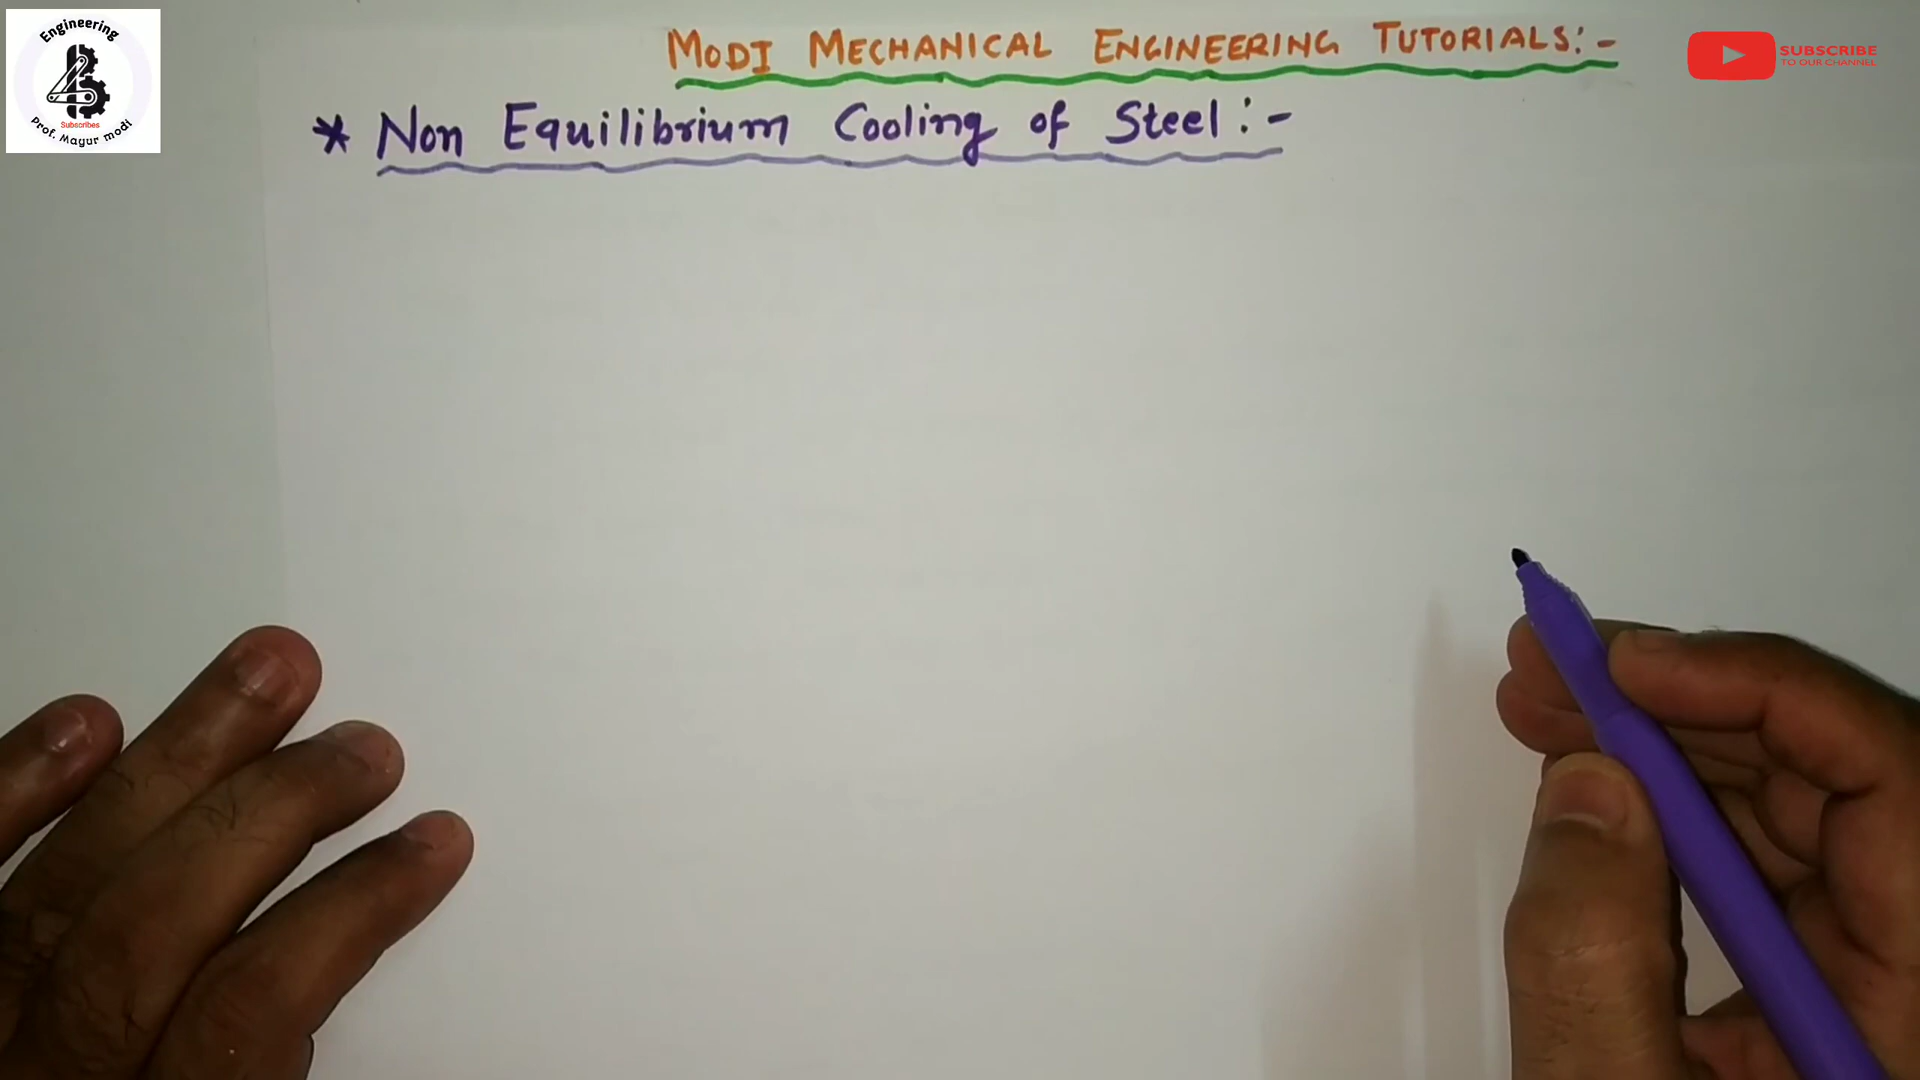 Engineering
Subscribes
Prof. Mayur modi
MODI MECHANICAL ENGINEERING TUTORIALS:-
SUBSCRIBE
TO OUR CHANNEL
* Non Equilibrium Cooling of Steel:-